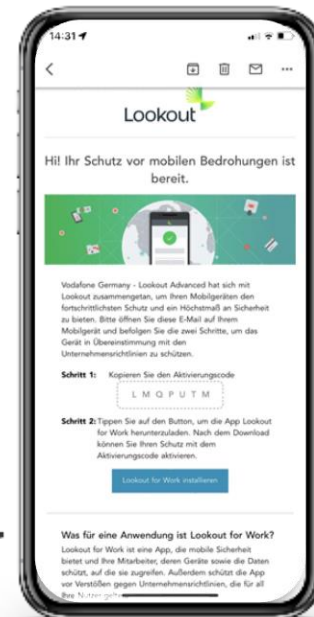 14:31
Lookout
Hi! Ihr Schutz vor mobilen Bedrohungen ist
bereit.
Vodafone Germany - Lookout Advanced hat sich mit
Lookout zusammengetan, um Ihren Mobilgeräten den
fortschrittlichsten Schutz und ein Höchstmaß an Sicherheit
zu bieten. Bitte öffnen Sie diese E-Mail auf Ihrem
Mobilgerät und befolgen Sie die zwei Schritte, um das
Gerät in Übereinstimmung mit den
Unternehmensrichtlinien zu schützen.
Schritt 1: Kopieren Sie den Aktivierungscode
L M Q P U T M
Schritt 2: Tippen Sie auf den Button, um die App Lookout
for Work herunterzuladen. Nach dem Download
können Sie Ihren Schutz mit dem
Aktivierungscode aktivieren.
Lookout for Work installieren
Was für eine Anwendung ist Lookout for Work?
Lookout for Work ist eine App, die mobile Sicherheit
bietet und Ihre Mitarbeiter, deren Geräte sowie die Daten
schützt, auf die sie zugreifen. Außerdem schützt die App
vor Verstößen gegen Unternehmensrichtlinien, die für all
Ihre Nutzer